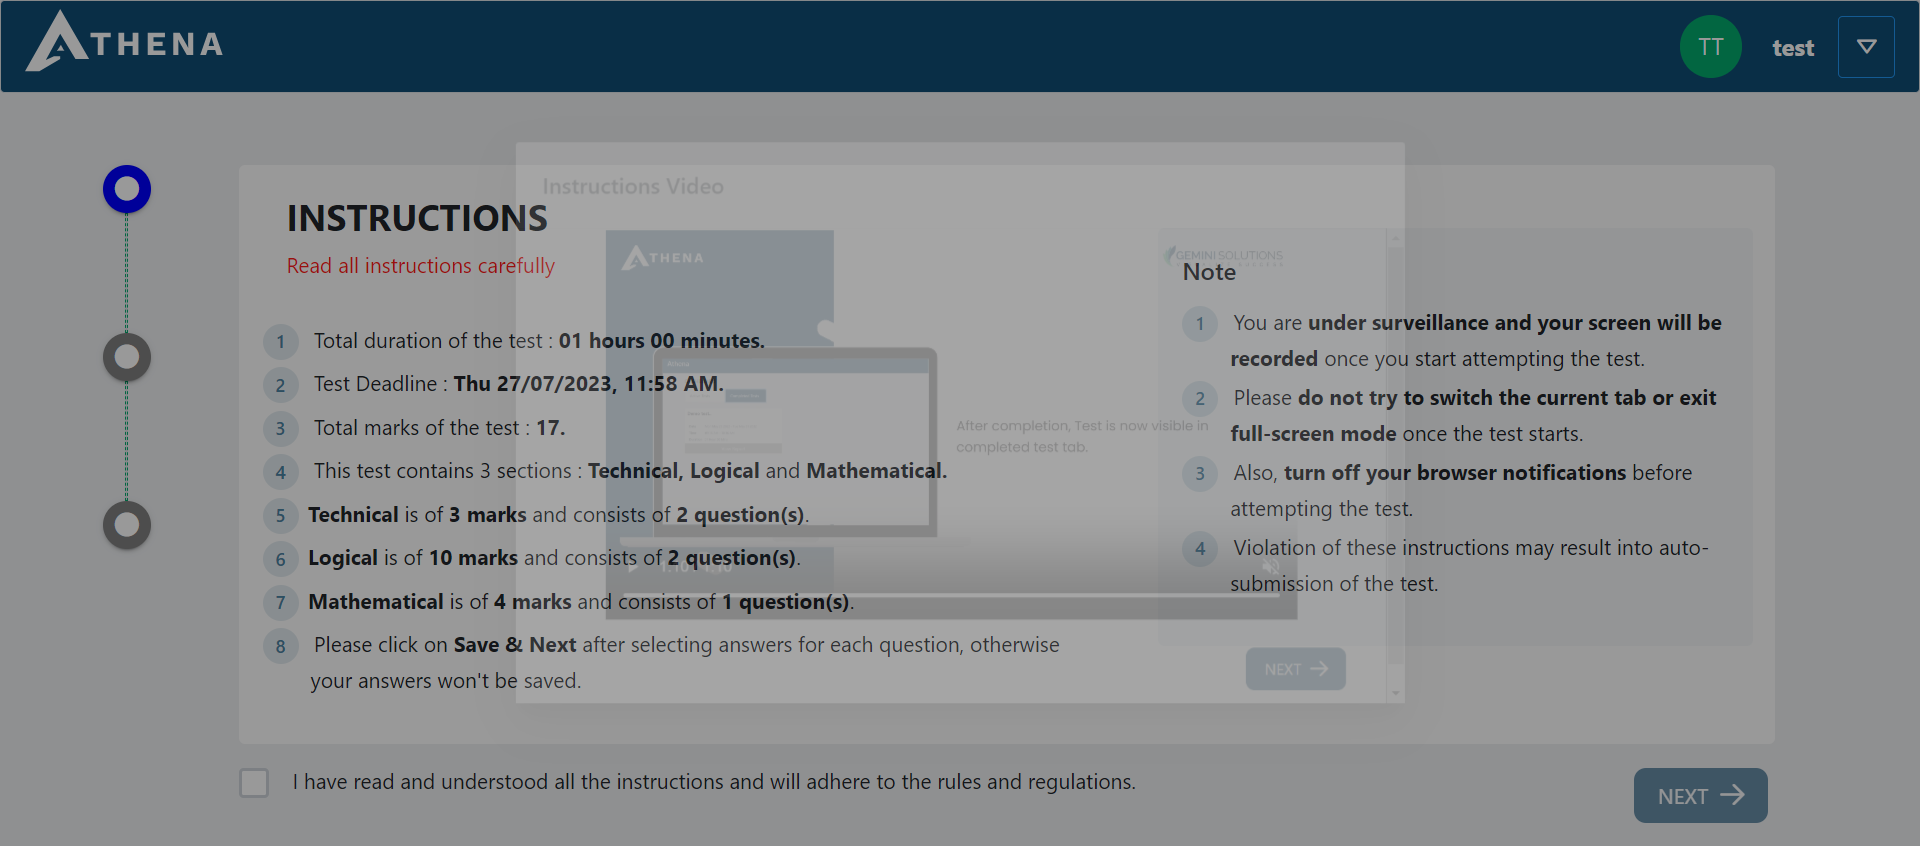 ATHENA
TT
test
Instructions Video
INSTRUCTIONS
Read all instructions carefully
1 Total duration of the test : 01 hours 00 minutes.
2 Test Deadline : Thu 27/07/2023, 11:58 AM.
3 Total marks of the test : 17.
4 This test contains 3 sections : Technical, Logical and Mathematical.
5 Technical is of 3 marks and consists of 2 question(s).
6 Logical is of 10 marks and consists of 2 question(s).
7 Mathematical is of 4 marks and consists of 1 question(s).
8 Please click on Save & Next after selecting answers for each question, otherwise
your answers won't be saved.
ATHENA
After completion, Test is now visible in
completed test tab.
GEMINI SOLUTIONS
Note
1 You are under surveillance and your screen will be
recorded once you start attempting the test.
2 Please do not try to switch the current tab or exit
full-screen mode once the test starts.
3 Also, turn off your browser notifications before
attempting the test.
4 Violation of these instructions may result into auto-
submission of the test.
NEXT
I have read and understood all the instructions and will adhere to the rules and regulations.
NEXT